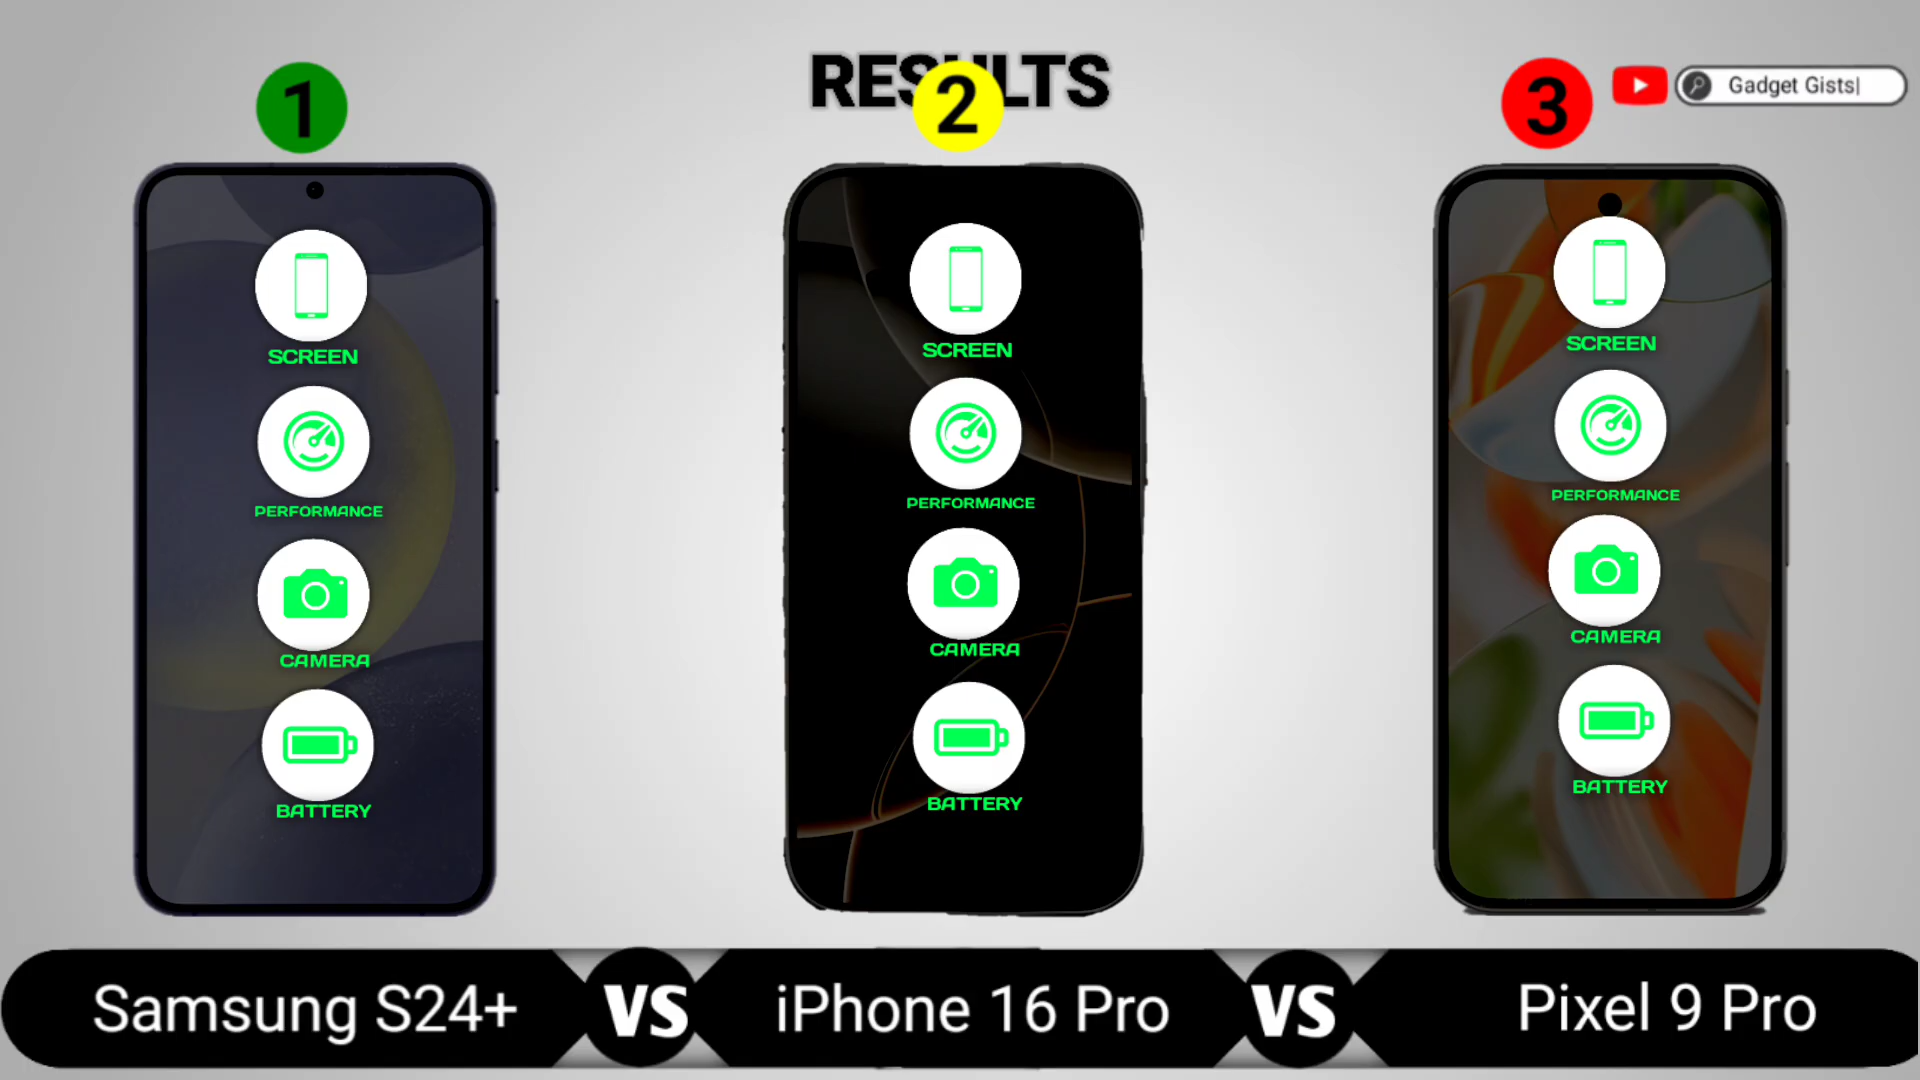 RESULTS
1
2
3
Gadget Gists|
SCREEN
PERFORMANCE
CAMERA
BATTERY
SCREEN
PERFORMANCE
CAMERA
BATTERY
SCREEN
PERFORMANCE
CAMERA
BATTERY
Samsung S24+ VS iPhone 16 Pro VS Pixel 9 Pro